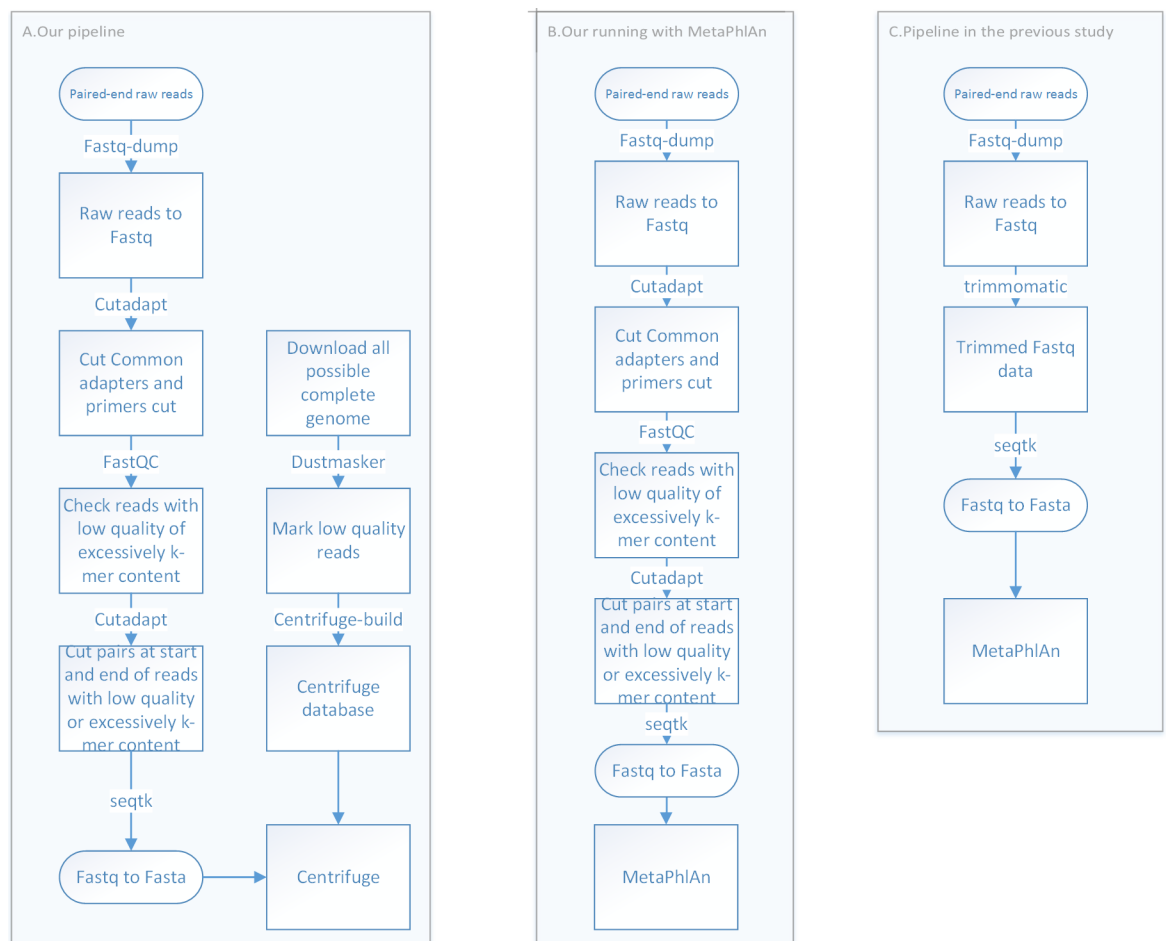 A.Our pipeline
Paired-end raw reads
Fastq-dump
Raw reads to
Fastq
Cutadapt
Cut Common
adapters and
primers cut
FastQC
Check reads with
low quality of
excessively k-
mer content
Cutadapt
Cut pairs at start
and end of reads
with low quality
or excessively k-
mer content
seqtk
Fastq to Fasta
Download all
possible
complete
genome
Dustmasker
Mark low quality
reads
Centrifuge-build
Centrifuge
database
Centrifuge
B.Our running with MetaPhlAn
Paired-end raw reads
Fastq-dump
Raw reads to
Fastq
Cutadapt
Cut Common
adapters and
primers cut
FastQC
Check reads with
low quality of
excessively k-
mer content
Cutadapt
Cut pairs at start
and end of reads
with low quality
or excessively k-
mer content
seqtk
Fastq to Fasta
MetaPhlAn
C.Pipeline in the previous study
Paired-end raw reads
Fastq-dump
Raw reads to
Fastq
trimmomatic
Trimmed Fastq
data
seqtk
Fastq to Fasta
MetaPhlAn